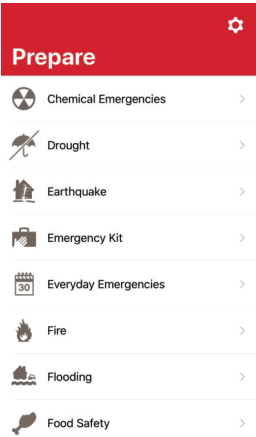 Prepare
Chemical Emergencies
Drought
Earthquake
Emergency Kit
30
Everyday Emergencies
Fire
Flooding
Food Safety